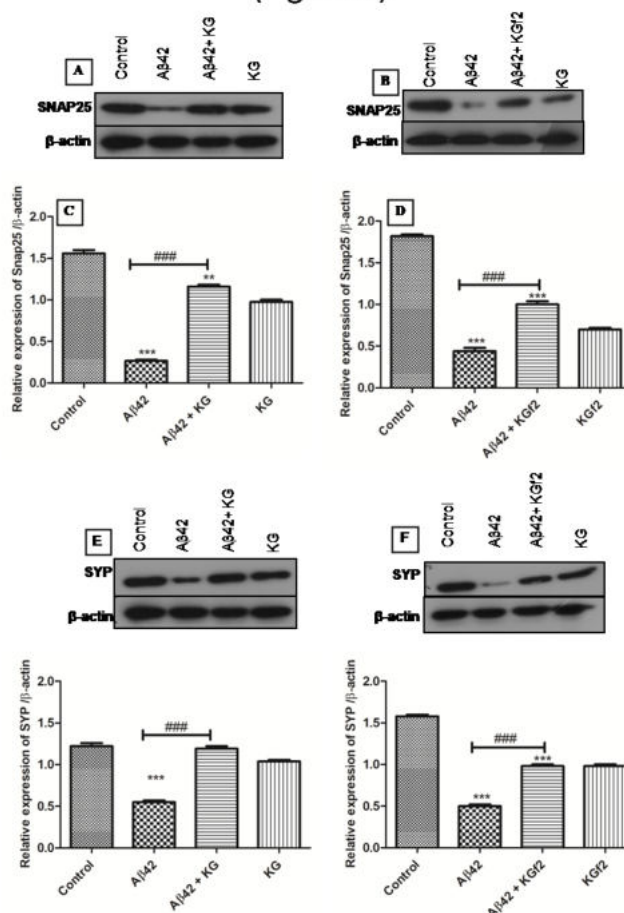 A
Control
Aβ42
Aβ42+ KG
KG
SNAP25
β-actin
B
Control
Aβ42
Aβ42+ KGf2
KG
SNAP25
β-actin
C
Relative expression of Snap25 /β-actin
2.0
1.5
1.0
0.5
0.0
###
***
**
Control
Aβ42
Aβ42 + KG
KG
D
Relative expression of Snap25 /β-actin
2.0
1.5
1.0
0.5
0.0
###
***
***
Control
Aβ42
Aβ42 + KGf2
KGf2
E
Control
Aβ42
Aβ42+ KG
KG
SYP
β-actin
F
Control
Aβ42
Aβ42+ KGf2
KG
SYP
β-actin
Relative expression of SYP /β-actin
2.0
1.5
1.0
0.5
0.0
###
***
Control
Aβ42
Aβ42 + KG
KG
Relative expression of SYP /β-actin
2.0
1.5
1.0
0.5
0.0
###
***
***
Control
Aβ42
Aβ42 + KGf2
KGf2